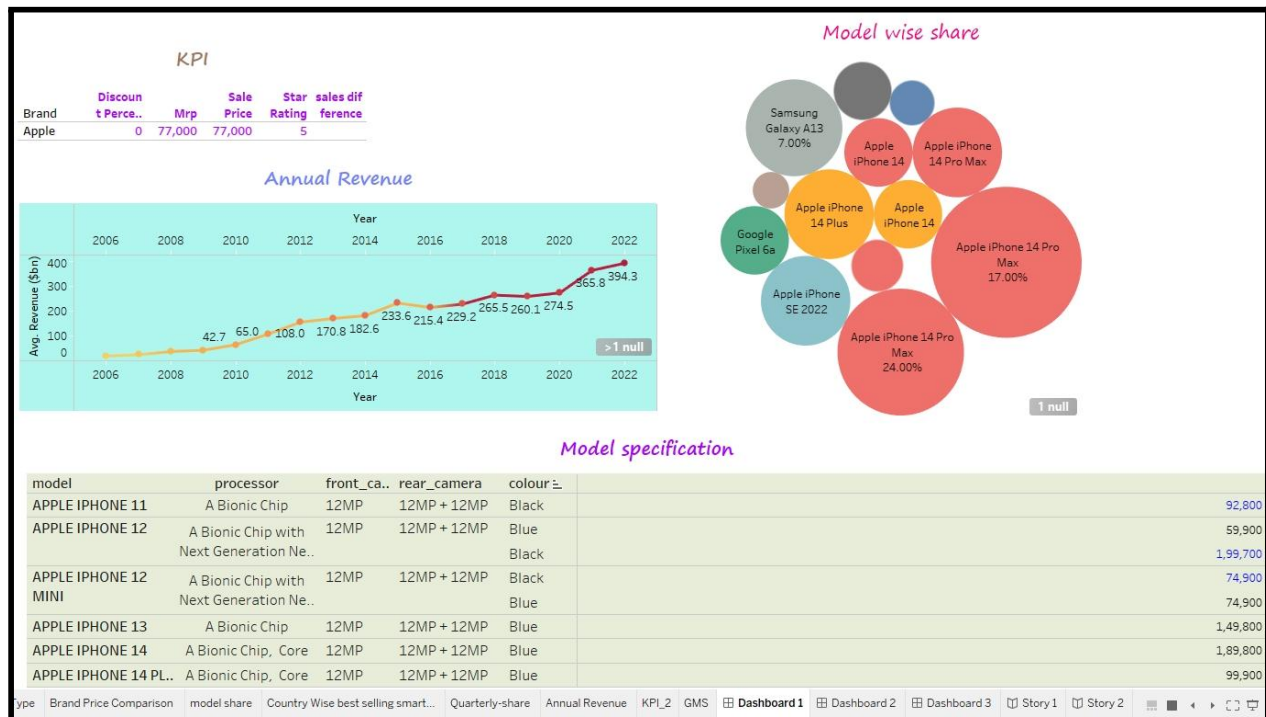 KPI
Discoun Sale Star sales dif
Brand t Perce.. Mrp Price Rating ference
Apple 0 77,000 77,000 5
Annual Revenue
Year
2006 2008 2010 2012 2014 2016 2018 2020 2022
Avg. Revenue ($bn)
400
300
200
100
0
42.7 65.0 108.0 170.8 182.6 233.6 215.4 229.2 265.5 260.1 274.5 365.8 394.3
>1 null
2006 2008 2010 2012 2014 2016 2018 2020 2022
Year
Model wise share
Samsung
Galaxy A13
7.00%
Apple
iPhone 14
Apple iPhone
14 Pro Max
Apple iPhone
14 Plus
Apple
iPhone 14
Google
Pixel 6a
Apple iPhone 14 Pro
Max
17.00%
Apple iPhone
SE 2022
Apple iPhone 14 Pro
Max
24.00%
1 null
Model specification
model processor front_ca.. rear_camera colour
APPLE IPHONE 11 A Bionic Chip 12MP 12MP + 12MP Black 92,800
APPLE IPHONE 12 A Bionic Chip with 12MP 12MP + 12MP Blue 59,900
Next Generation Ne.. Black 1,99,700
APPLE IPHONE 12 A Bionic Chip with 12MP 12MP + 12MP Black 74,900
MINI Next Generation Ne.. Blue 74,900
APPLE IPHONE 13 A Bionic Chip 12MP 12MP + 12MP Blue 1,49,800
APPLE IPHONE 14 A Bionic Chip, Core 12MP 12MP + 12MP Blue 1,89,800
APPLE IPHONE 14 PL.. A Bionic Chip, Core 12MP 12MP + 12MP Blue 99,900
ype Brand Price Comparison model share Country Wise best selling smart... Quarterly-share Annual Revenue KPI_2 GMS Dashboard 1 Dashboard 2 Dashboard 3 Story 1 Story 2